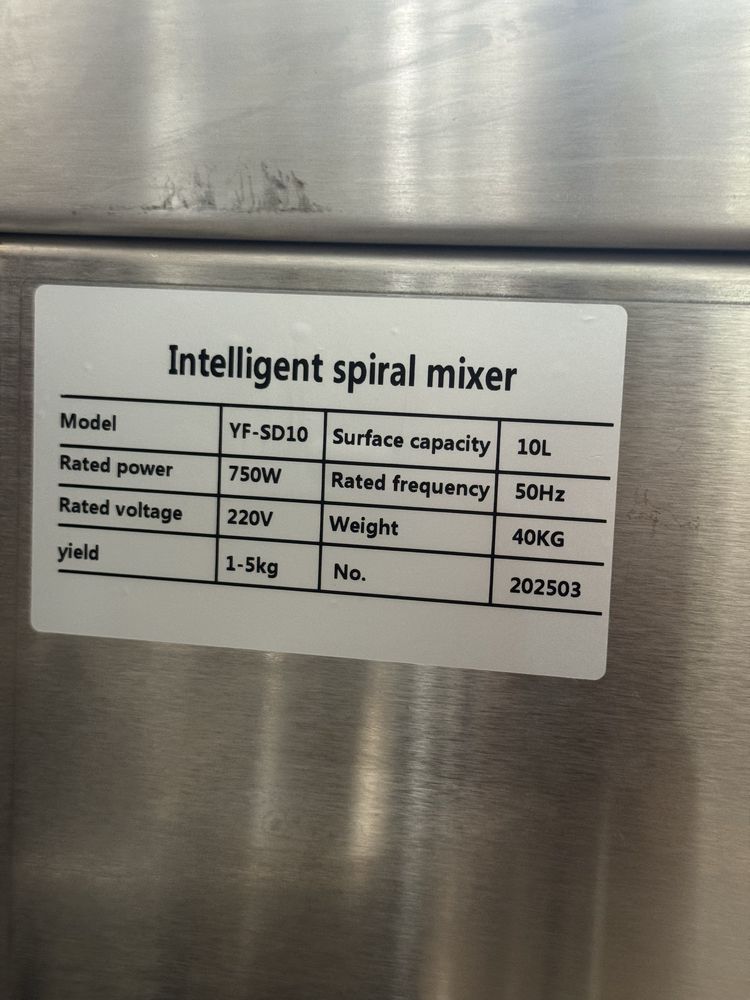 Intelligent spiral mixer
Model YF-SD10 Surface capacity 10L
Rated power 750W Rated frequency 50Hz
Rated voltage 220V Weight 40KG
yield 1-5kg No. 202503